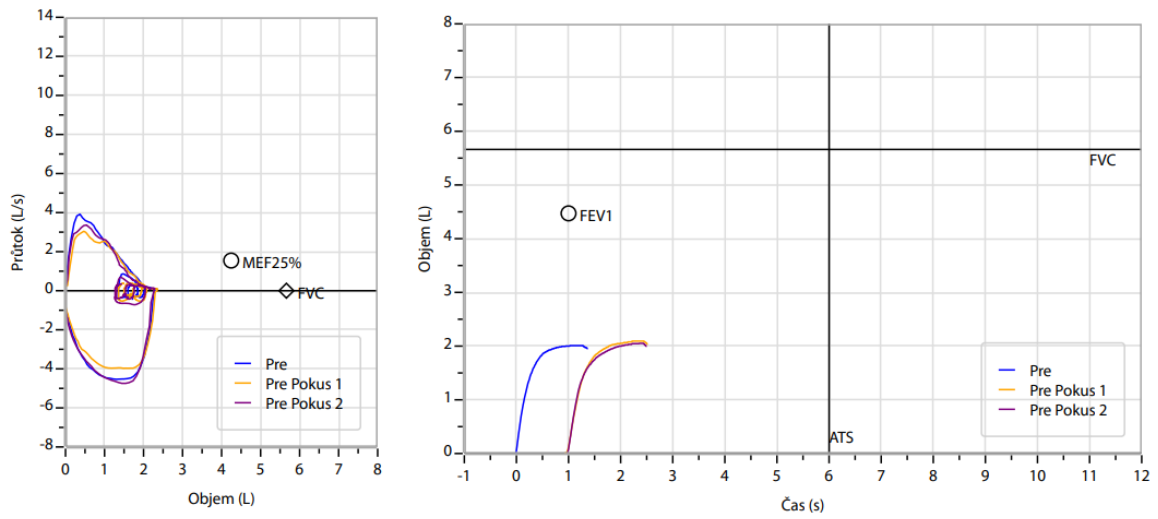 14
12
10
8
6
4
2
0
-2
-4
-6
-8
Průtok (L/s)
MEF25%
FVC
Pre
Pre Pokus 1
Pre Pokus 2
0 1 2 3 4 5 6 7 8
Objem (L)
8
7
6
5
4
3
2
1
0
Objem (L)
FVC
FEV1
Pre
Pre Pokus 1
Pre Pokus 2
ATS
-1 0 1 2 3 4 5 6 7 8 9 10 11 12
Čas (s)